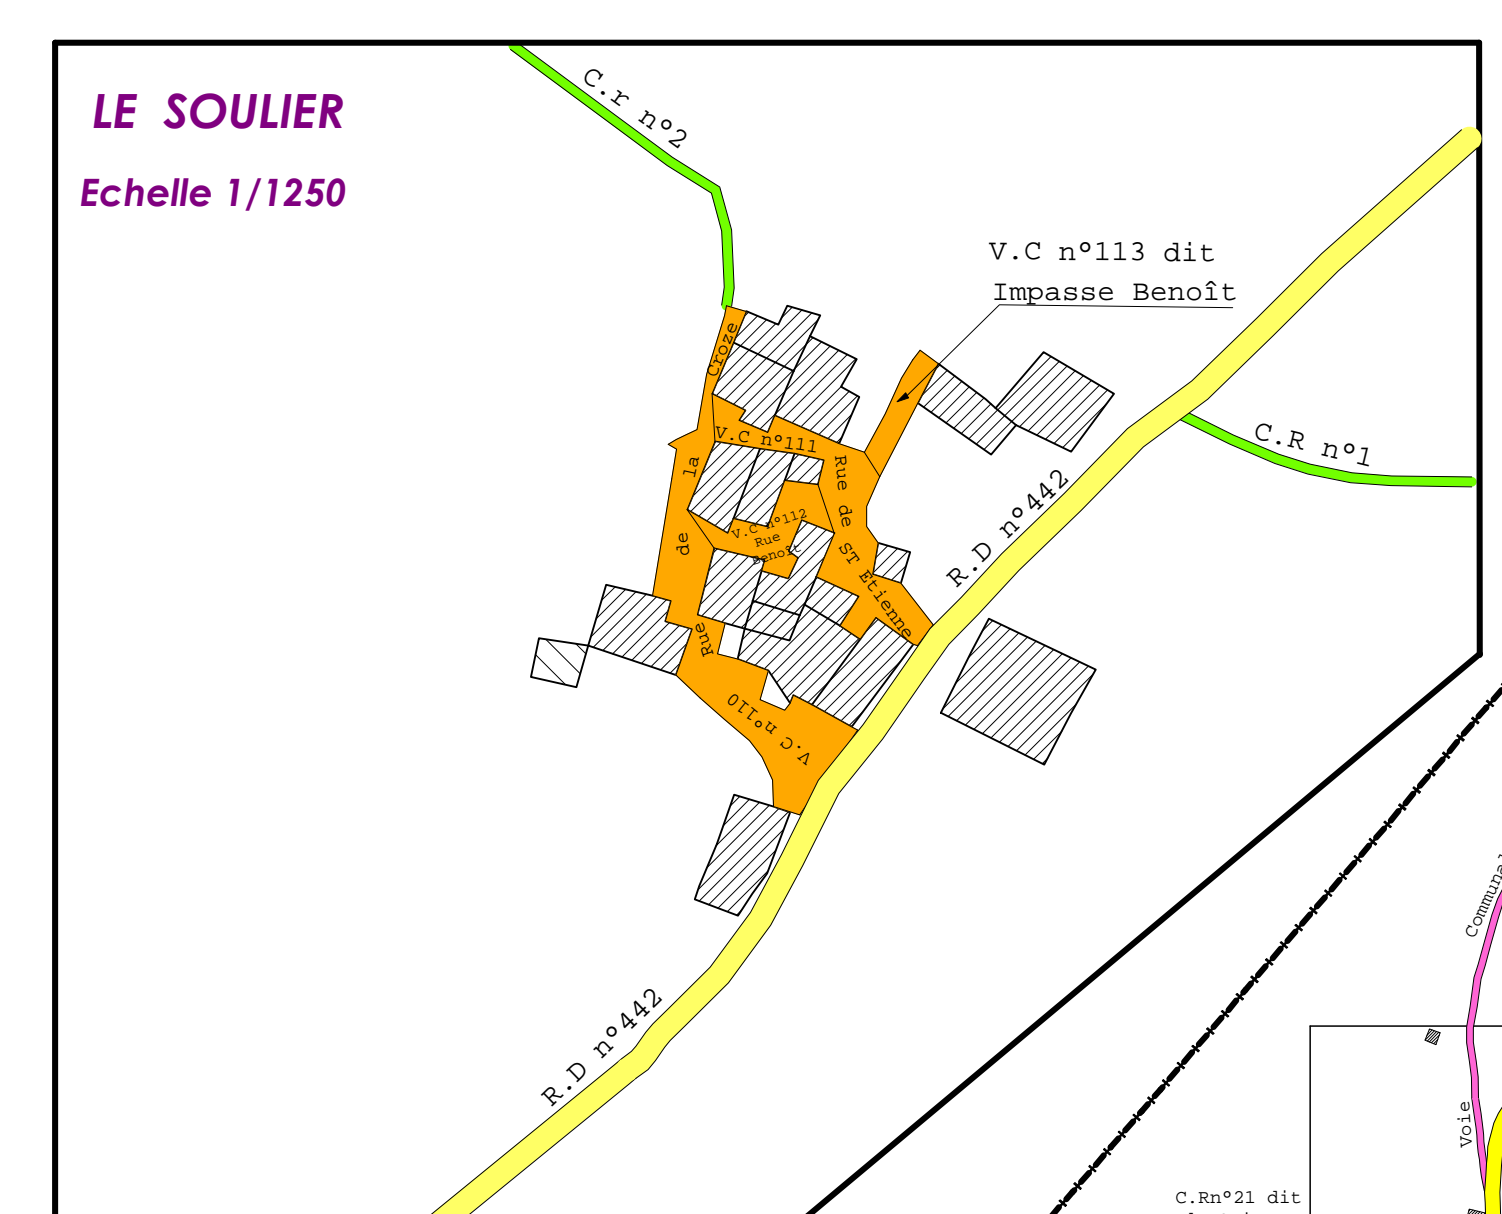 LE SOULIER
Echelle 1/1250
C.r n°2
V.C n°113 dit
Impasse Benoît
C.R n°1
R.D n°442
Rue de la Croze
V.C n°111
Rue de ST Etienne
V.C n°112
Rue
Benoît
V.C n°110
R.D n°442
Voie
C.Rn°21 dit